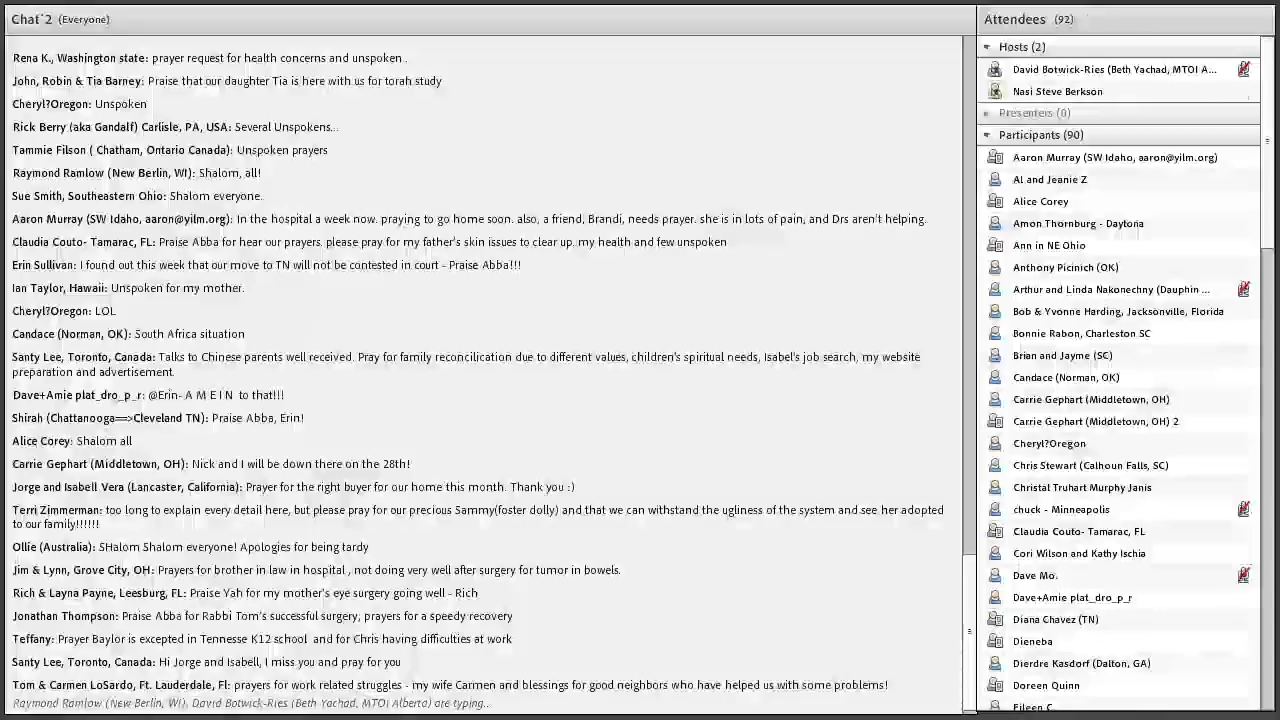 Chat 2 (Everyone)
Rena K., Washington state: prayer request for health concerns and unspoken .
John, Robin & Tia Barney: Praise that our daughter Tia is here with us for torah study
Cheryl?Oregon: Unspoken
Rick Berry (aka Gandalf) Carlisle, PA, USA: Several Unspokens...
Tammie Filson ( Chatham, Ontario Canada): Unspoken prayers
Raymond Ramlow (New Berlin, WI): Shalom, all!
Sue Smith, Southeastern Ohio: Shalom everyone.
Aaron Murray (SW Idaho, aaron@yilm.org): In the hospital a week now. praying to go home soon. also, a friend, Brandi, needs prayer. she is in lots of pain, and Drs aren't helping.
Claudia Couto- Tamarac, FL: Praise Abba for hear our prayers. please pray for my father's skin issues to clear up. my health and few unspoken
Erin Sullivan: I found out this week that our move to TN will not be contested in court - Praise Abba!!!
Ian Taylor, Hawaii: Unspoken for my mother.
Cheryl?Oregon: LOL
Candace (Norman, OK): South Africa situation
Santy Lee, Toronto, Canada: Talks to Chinese parents well received. Pray for family reconcilication due to different values, children's spiritual needs, Isabel's job search, my website
preparation and advertisement.
Dave+Amie plat_dro_p_r: @Erin- A M E I N to that!!!
Shirah (Chattanooga==>Cleveland TN): Praise Abba, Erin!
Alice Corey: Shalom all
Carrie Gephart (Middletown, OH): Nick and I will be down there on the 28th!
Jorge and Isabell Vera (Lancaster, California): Prayer for the right buyer for our home this month. Thank you :)
Terri Zimmerman: too long to explain every detail here, but please pray for our precious Sammy(foster dolly) and that we can withstand the ugliness of the system and see her adopted
to our family!!!!!!
Ollie (Australia): SHalom Shalom everyone! Apologies for being tardy
Jim & Lynn, Grove City, OH: Prayers for brother in law in hospital , not doing very well after surgery for tumor in bowels.
Rich & Layna Payne, Leesburg, FL: Praise Yah for my mother's eye surgery going well - Rich
Jonathan Thompson: Praise Abba for Rabbi Tom's successful surgery, prayers for a speedy recovery
Teffany: Prayer Baylor is excepted in Tennesse K12 school and for Chris having difficulties at work
Santy Lee, Toronto, Canada: Hi Jorge and Isabell, I miss you and pray for you
Tom & Carmen LoSardo, Ft. Lauderdale, Fl: prayers for work related struggles - my wife Carmen and blessings for good neighbors who have helped us with some problems!
Raymond Ramlow (New Berlin, WI), David Botwick-Ries (Beth Yachad, MTOI Alberta) are typing...
Attendees (92)
Hosts (2)
David Botwick-Ries (Beth Yachad, MTOI A...
Nasi Steve Berkson
Presenters (0)
Participants (90)
Aaron Murray (SW Idaho, aaron@yilm.org)
Al and Jeanie Z
Alice Corey
Amon Thornburg - Daytona
Ann in NE Ohio
Anthony Picinich (OK)
Arthur and Linda Nakonechny (Dauphin ...
Bob & Yvonne Harding, Jacksonville, Florida
Bonnie Rabon, Charleston SC
Brian and Jayme (SC)
Candace (Norman, OK)
Carrie Gephart (Middletown, OH)
Carrie Gephart (Middletown, OH) 2
Cheryl?Oregon
Chris Stewart (Calhoun Falls, SC)
Christal Truhart Murphy Janis
chuck - Minneapolis
Claudia Couto- Tamarac, FL
Cori Wilson and Kathy Ischia
Dave Mo.
Dave+Amie plat_dro_p_r
Diana Chavez (TN)
Dieneba
Dierdre Kasdorf (Dalton, GA)
Doreen Quinn
Eileen C.